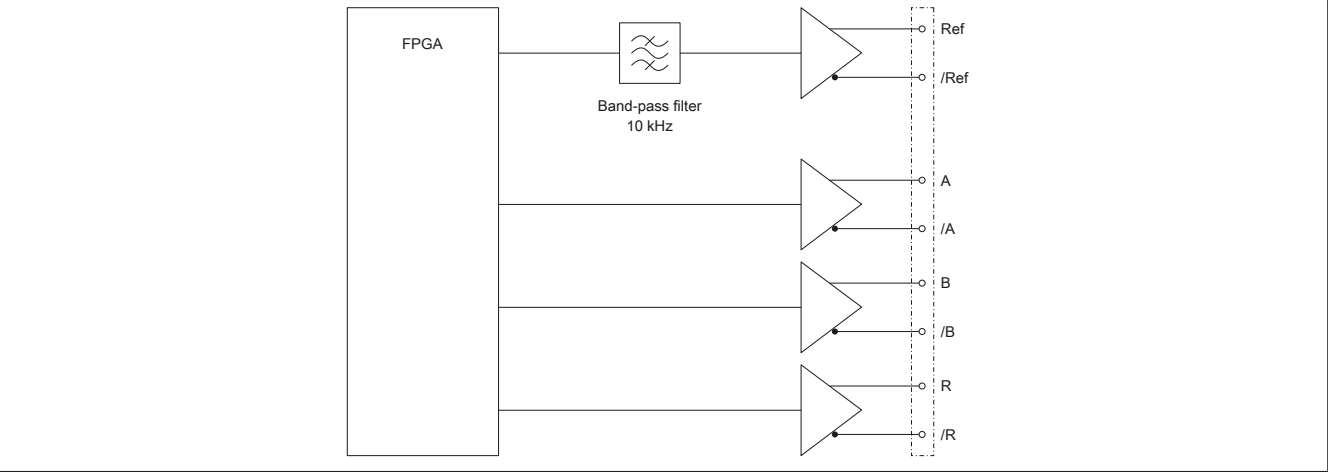 FPGA
Band-pass filter
10 kHz
Ref
/Ref
A
/A
B
/B
R
/R